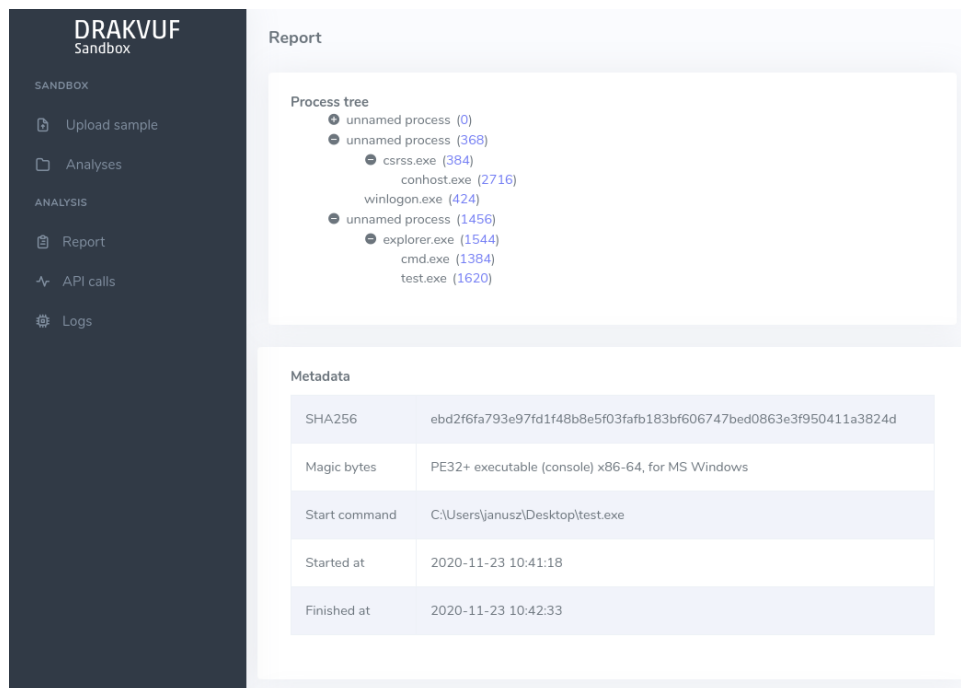 DRAKVUF
Sandbox
SANDBOX
Upload sample
Analyses
ANALYSIS
Report
API calls
Logs
Report
Process tree
unnamed process (0)
unnamed process (368)
csrss.exe (384)
conhost.exe (2716)
winlogon.exe (424)
unnamed process (1456)
explorer.exe (1544)
cmd.exe (1384)
test.exe (1620)
Metadata
SHA256 ebd2f6fa793e97fd1f48b8e5f03fafb183bf606747bed0863e3f950411a3824d
Magic bytes PE32+ executable (console) x86-64, for MS Windows
Start command C:\Users\janusz\Desktop\test.exe
Started at 2020-11-23 10:41:18
Finished at 2020-11-23 10:42:33